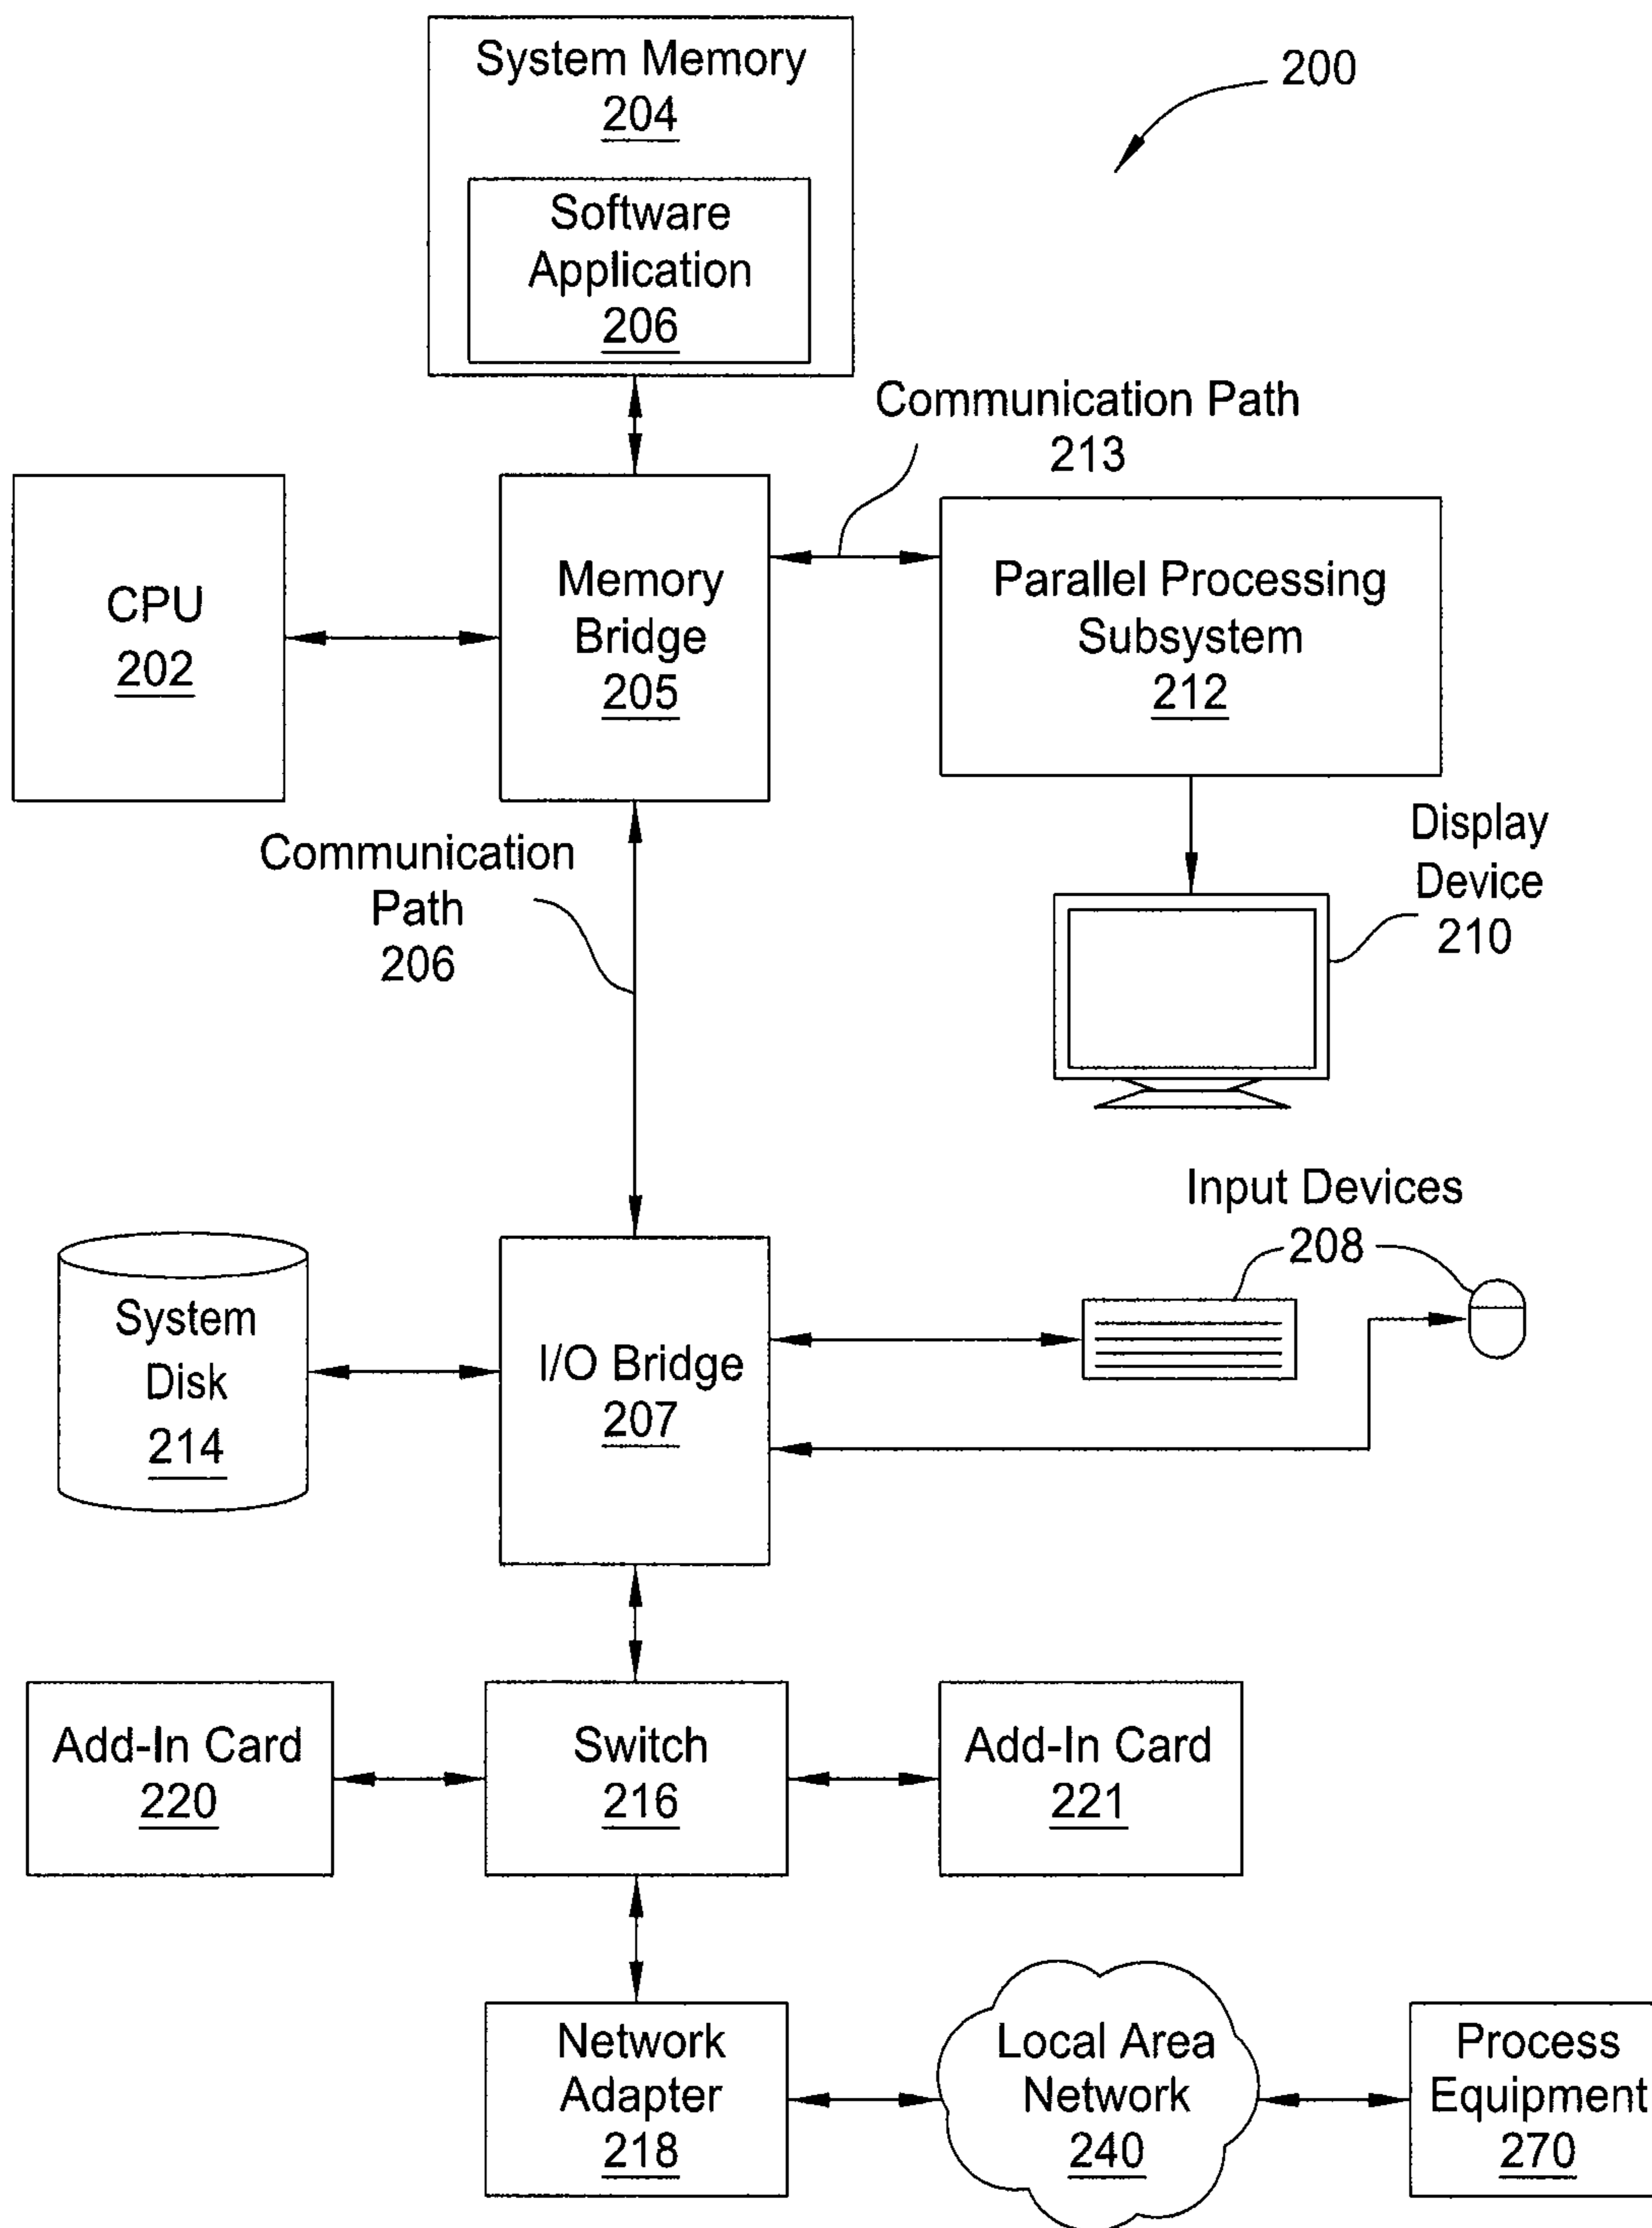 System Memory
204
200
Software
Application
206
Communication Path
213
CPU
202
Memory
Bridge
205
Parallel Processing
Subsystem
212
Communication
Path
206
Display
Device
210
Input Devices
208
System
Disk
214
I/O Bridge
207
Add-In Card
220
Switch
216
Add-In Card
221
Network
Adapter
218
Local Area
Network
240
Process
Equipment
270